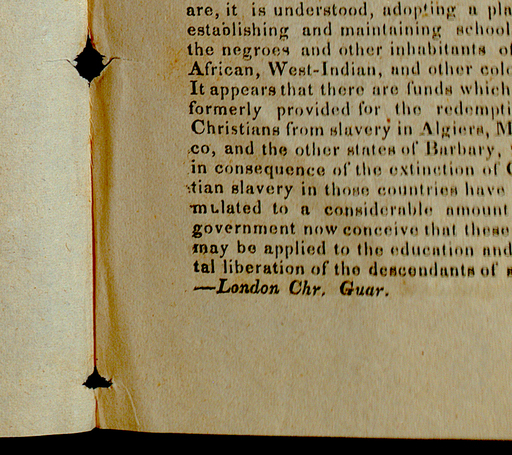 are, it is understood, adopting a pla
establishing and maintaining school
the negroes and other inhabitants of
African, West-Indian, and other colo
It appears that there are funds which
formerly provided for the redempti
Christians from slavery in Algiers, M
co, and the other states of Barbary,
in consequence of the extinction of C
tian slavery in those countries have
mulated to a considerable amount
government now conceive that these
may be applied to the education and
tal liberation of the descendants of s
—London Chr. Guar.